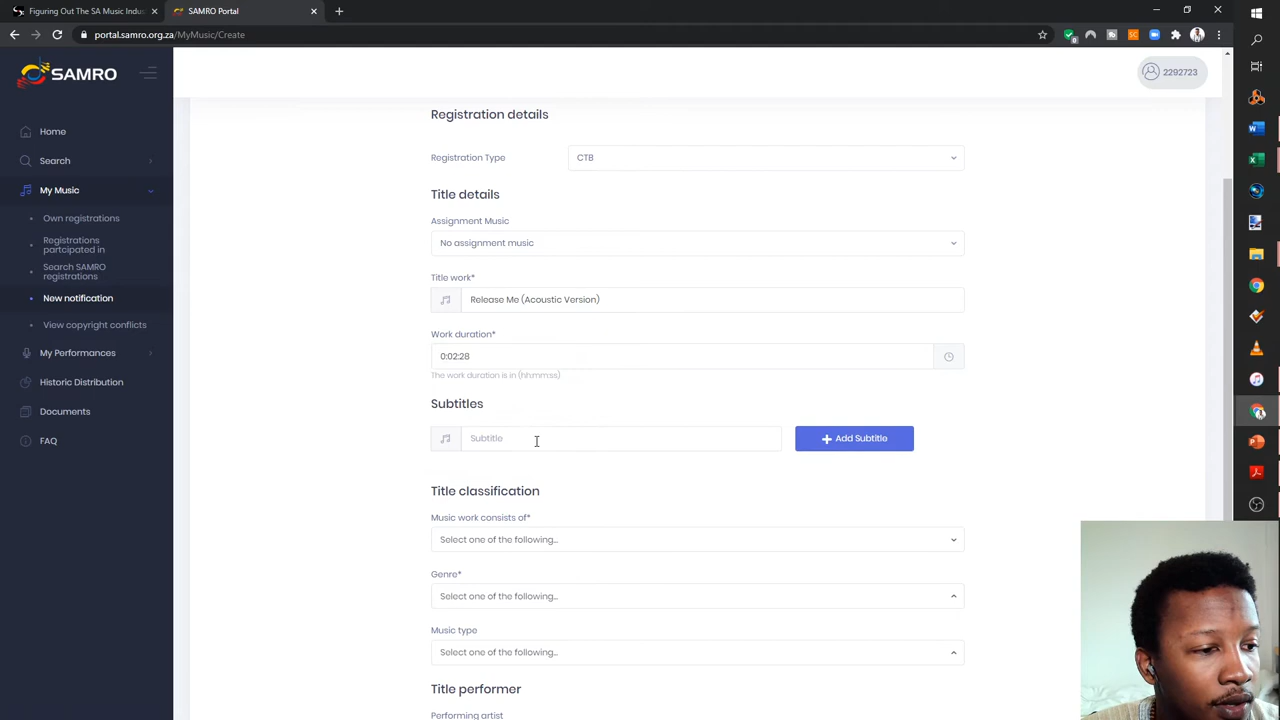 Figuring Out The SA Music Indus
SAMRO Portal
portal.samro.org.za/MyMusic/Create
SAMRO
2292723
Home
Search
My Music
Own registrations
Registrations
partcipated in
Search SAMRO
registrations
New notification
View copyright conflicts
My Performances
Historic Distribution
Documents
FAQ
Registration details
Registration Type
CTB
Title details
Assignment Music
No assignment music
Title work*
Release Me (Acoustic Version)
Work duration*
0:02:28
The work duration is in (hh:mm:ss)
Subtitles
Subtitle
Add Subtitle
Title classification
Music work consists of*
Select one of the following...
Genre*
Select one of the following...
Music type
Select one of the following...
Title performer
Performing artist